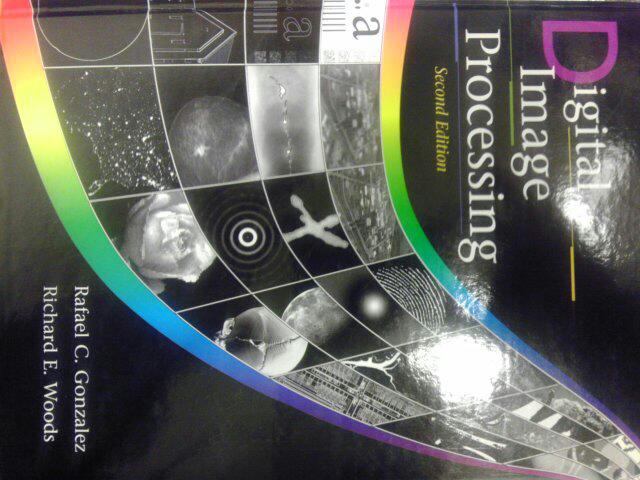 Digital
Image
Processing
Second Edition
a
a
Rafael C. Gonzalez
Richard E. Woods